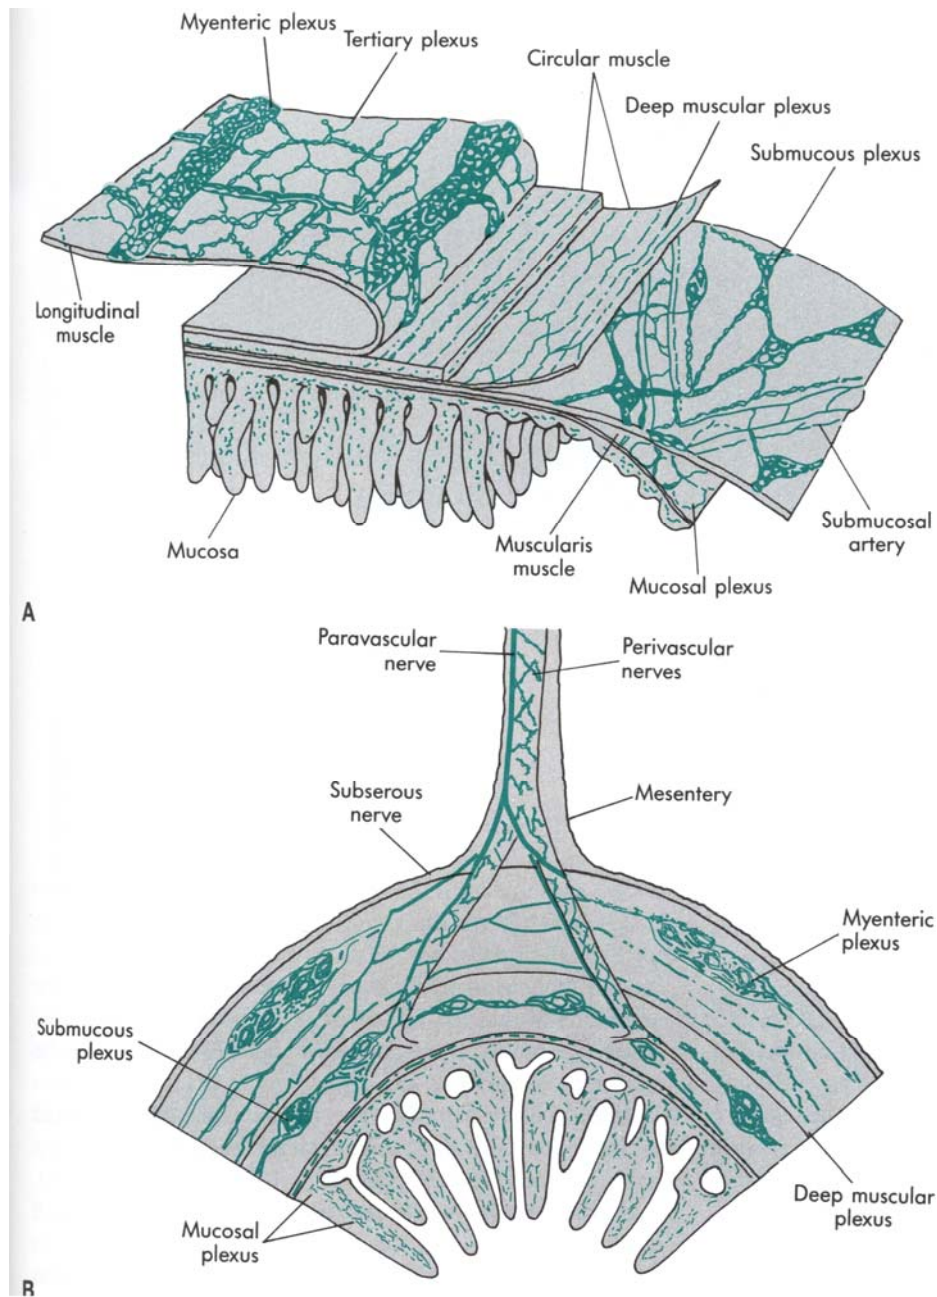 Myenteric plexus
Tertiary plexus
Circular muscle
Deep muscular plexus
Submucous plexus
Longitudinal
muscle
Mucosa
Muscularis
muscle
Submucosal
artery
Mucosal plexus
A
Paravascular
nerve
Perivascular
nerves
Subserous
nerve
Mesentery
Myenteric
plexus
Submucous
plexus
Deep muscular
plexus
Mucosal
plexus
B